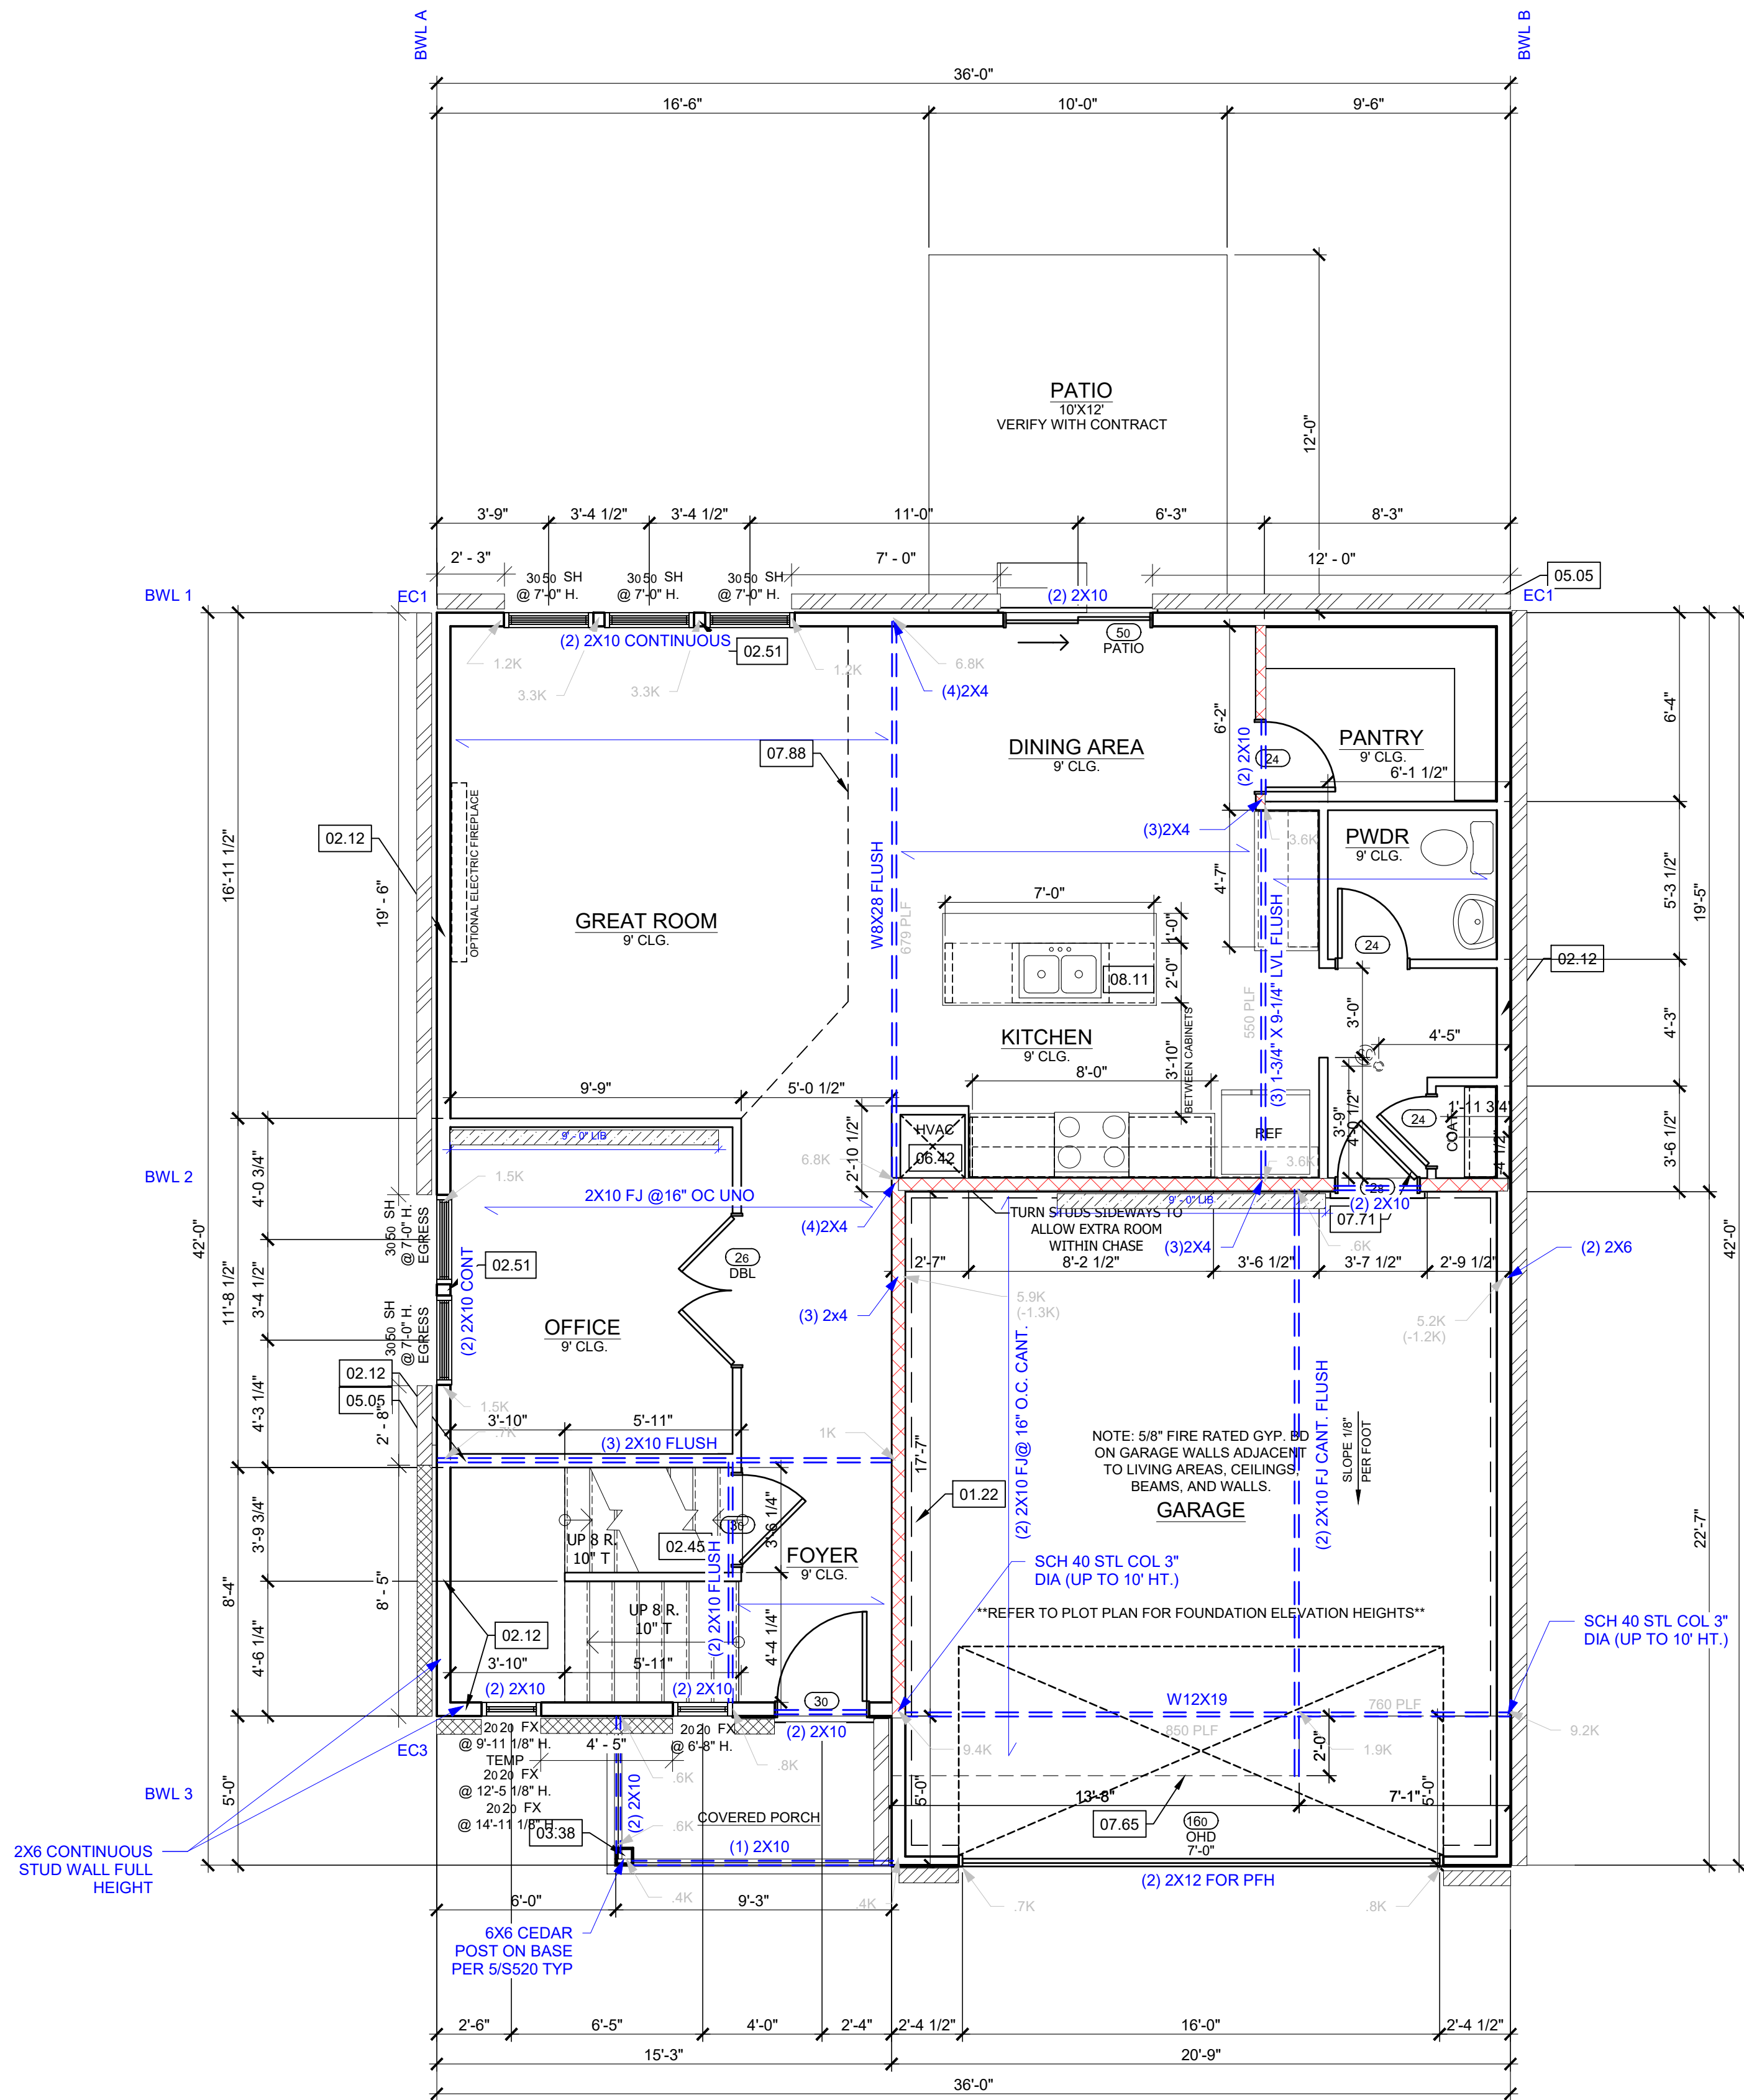 BWL A
BWL B
36'-0"
16'-6"
10'-0"
9'-6"
PATIO
10'X12'
VERIFY WITH CONTRACT
12'-0"
3'-9"
3'-4 1/2"
3'-4 1/2"
11'-0"
6'-3"
8'-3"
2' - 3"
7' - 0"
12' - 0"
3050 SH
@ 7'-0" H.
3050 SH
@ 7'-0" H.
3050 SH
@ 7'-0" H.
05.05
BWL 1
EC1
(2) 2X10
EC1
(2) 2X10 CONTINUOUS
02.51
50
PATIO
1.2K
3.3K
3.3K
1.2K
6.8K
(4)2X4
6'-2"
(2) 2X10
24
DINING AREA
9' CLG.
PANTRY
9' CLG.
6'-1 1/2"
07.88
6'-4"
02.12
OPTIONAL ELECTRIC FIREPLACE
16'-11 1/2"
19' - 6"
GREAT ROOM
9' CLG.
W8X28 FLUSH
679 PLF
(3)2X4
3.6K
PWDR
9' CLG.
4'-7"
5'-3 1/2"
19'-5"
7'-0"
1'-0"
2'-0"
08.11
24
02.12
KITCHEN
9' CLG.
8'-0"
3'-10"
BETWEEN CABINETS
550 PLF
(3) 1-3/4" X 9-1/4" LVL FLUSH
3'-0"
4'-5"
4'-3"
9'-9"
5'-0 1/2"
2'-10 1/2"
HVAC
06.42
REF
3'-9"
4'-0 1/2"
24
COAT
1'-11 3/4"
4 1/2"
3'-6 1/2"
9' - 0" LIB
BWL 2
6.8K
3.6K
1.5K
2X10 FJ @16" OC UNO
(4)2X4
9' - 0" LIB
28
(2) 2X10
TURN STUDS SIDEWAYS TO
ALLOW EXTRA ROOM
WITHIN CHASE
07.71
(3)2X4
.6K
(2) 2X6
4'-0 3/4"
42'-0"
3050 SH
@ 7'-0" H.
EGRESS
02.51
26
DBL
2'-7"
8'-2 1/2"
3'-6 1/2"
3'-7 1/2"
2'-9 1/2"
42'-0"
11'-8 1/2"
3'-4 1/2"
3050 SH
@ 7'-0" H.
EGRESS
(2) 2X10 CONT
OFFICE
9' CLG.
(3) 2x4
5.9K
(-1.3K)
5.2K
(-1.2K)
02.12
05.05
4'-3 1/4"
2' - 8"
1.5K
.7K
3'-10"
5'-11"
(3) 2X10 FLUSH
1K
17'-7"
(2) 2X10 FJ@ 16" O.C. CANT.
(2) 2X10 FJ CANT. FLUSH
SLOPE 1/8"
PER FOOT
NOTE: 5/8" FIRE RATED GYP. BD
ON GARAGE WALLS ADJACENT
TO LIVING AREAS, CEILINGS,
BEAMS, AND WALLS.
GARAGE
01.22
22'-7"
3'-9 3/4"
8'-4"
8' - 5"
4'-6 1/4"
UP 8 R.
10" T
02.45
30
3'-6 1/4"
FOYER
9' CLG.
(2) 2X10 FLUSH
SCH 40 STL COL 3"
DIA (UP TO 10' HT.)
**REFER TO PLOT PLAN FOR FOUNDATION ELEVATION HEIGHTS**
SCH 40 STL COL 3"
DIA (UP TO 10' HT.)
UP 8 R.
10" T
02.12
4'-4 1/4"
3'-10"
5'-11"
(2) 2X10
(2) 2X10
30
(2) 2X10
W12X19
760 PLF
850 PLF
9.4K
1.9K
9.2K
2'-0"
EC3
2020 FX
@ 9'-11 1/8" H.
TEMP
2020 FX
@ 12'-5 1/8" H.
2020 FX
@ 14'-11 1/8" H.
4' - 5"
2020 FX
@ 6'-8" H.
.8K
.6K
BWL 3
5'-0"
(2) 2X10
.6K
COVERED PORCH
03.38
(1) 2X10
5'-0"
13'-8"
7'-1"
5'-0"
07.65
160
OHD
7'-0"
2X6 CONTINUOUS
STUD WALL FULL
HEIGHT
(2) 2X12 FOR PFH
.4K
.4K
.7K
.8K
6'-0"
9'-3"
6X6 CEDAR
POST ON BASE
PER 5/S520 TYP
2'-6"
6'-5"
4'-0"
2'-4"
2'-4 1/2"
16'-0"
2'-4 1/2"
15'-3"
20'-9"
36'-0"